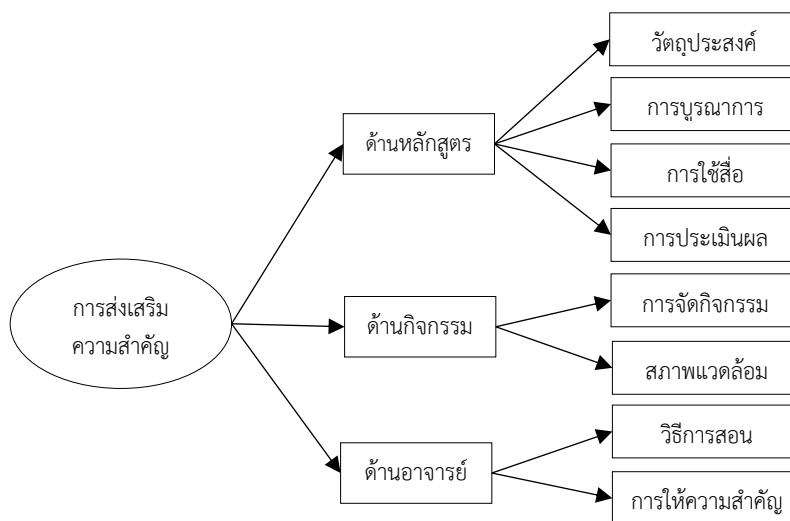 วัตถุประสงค์
การบูรณาการ
ด้านหลักสูตร
การใช้สื่อ
การประเมินผล
การส่งเสริม
ความสำคัญ
การจัดกิจกรรม
ด้านกิจกรรม
สภาพแวดล้อม
วิธีการสอน
ด้านอาจารย์
การให้ความสำคัญ